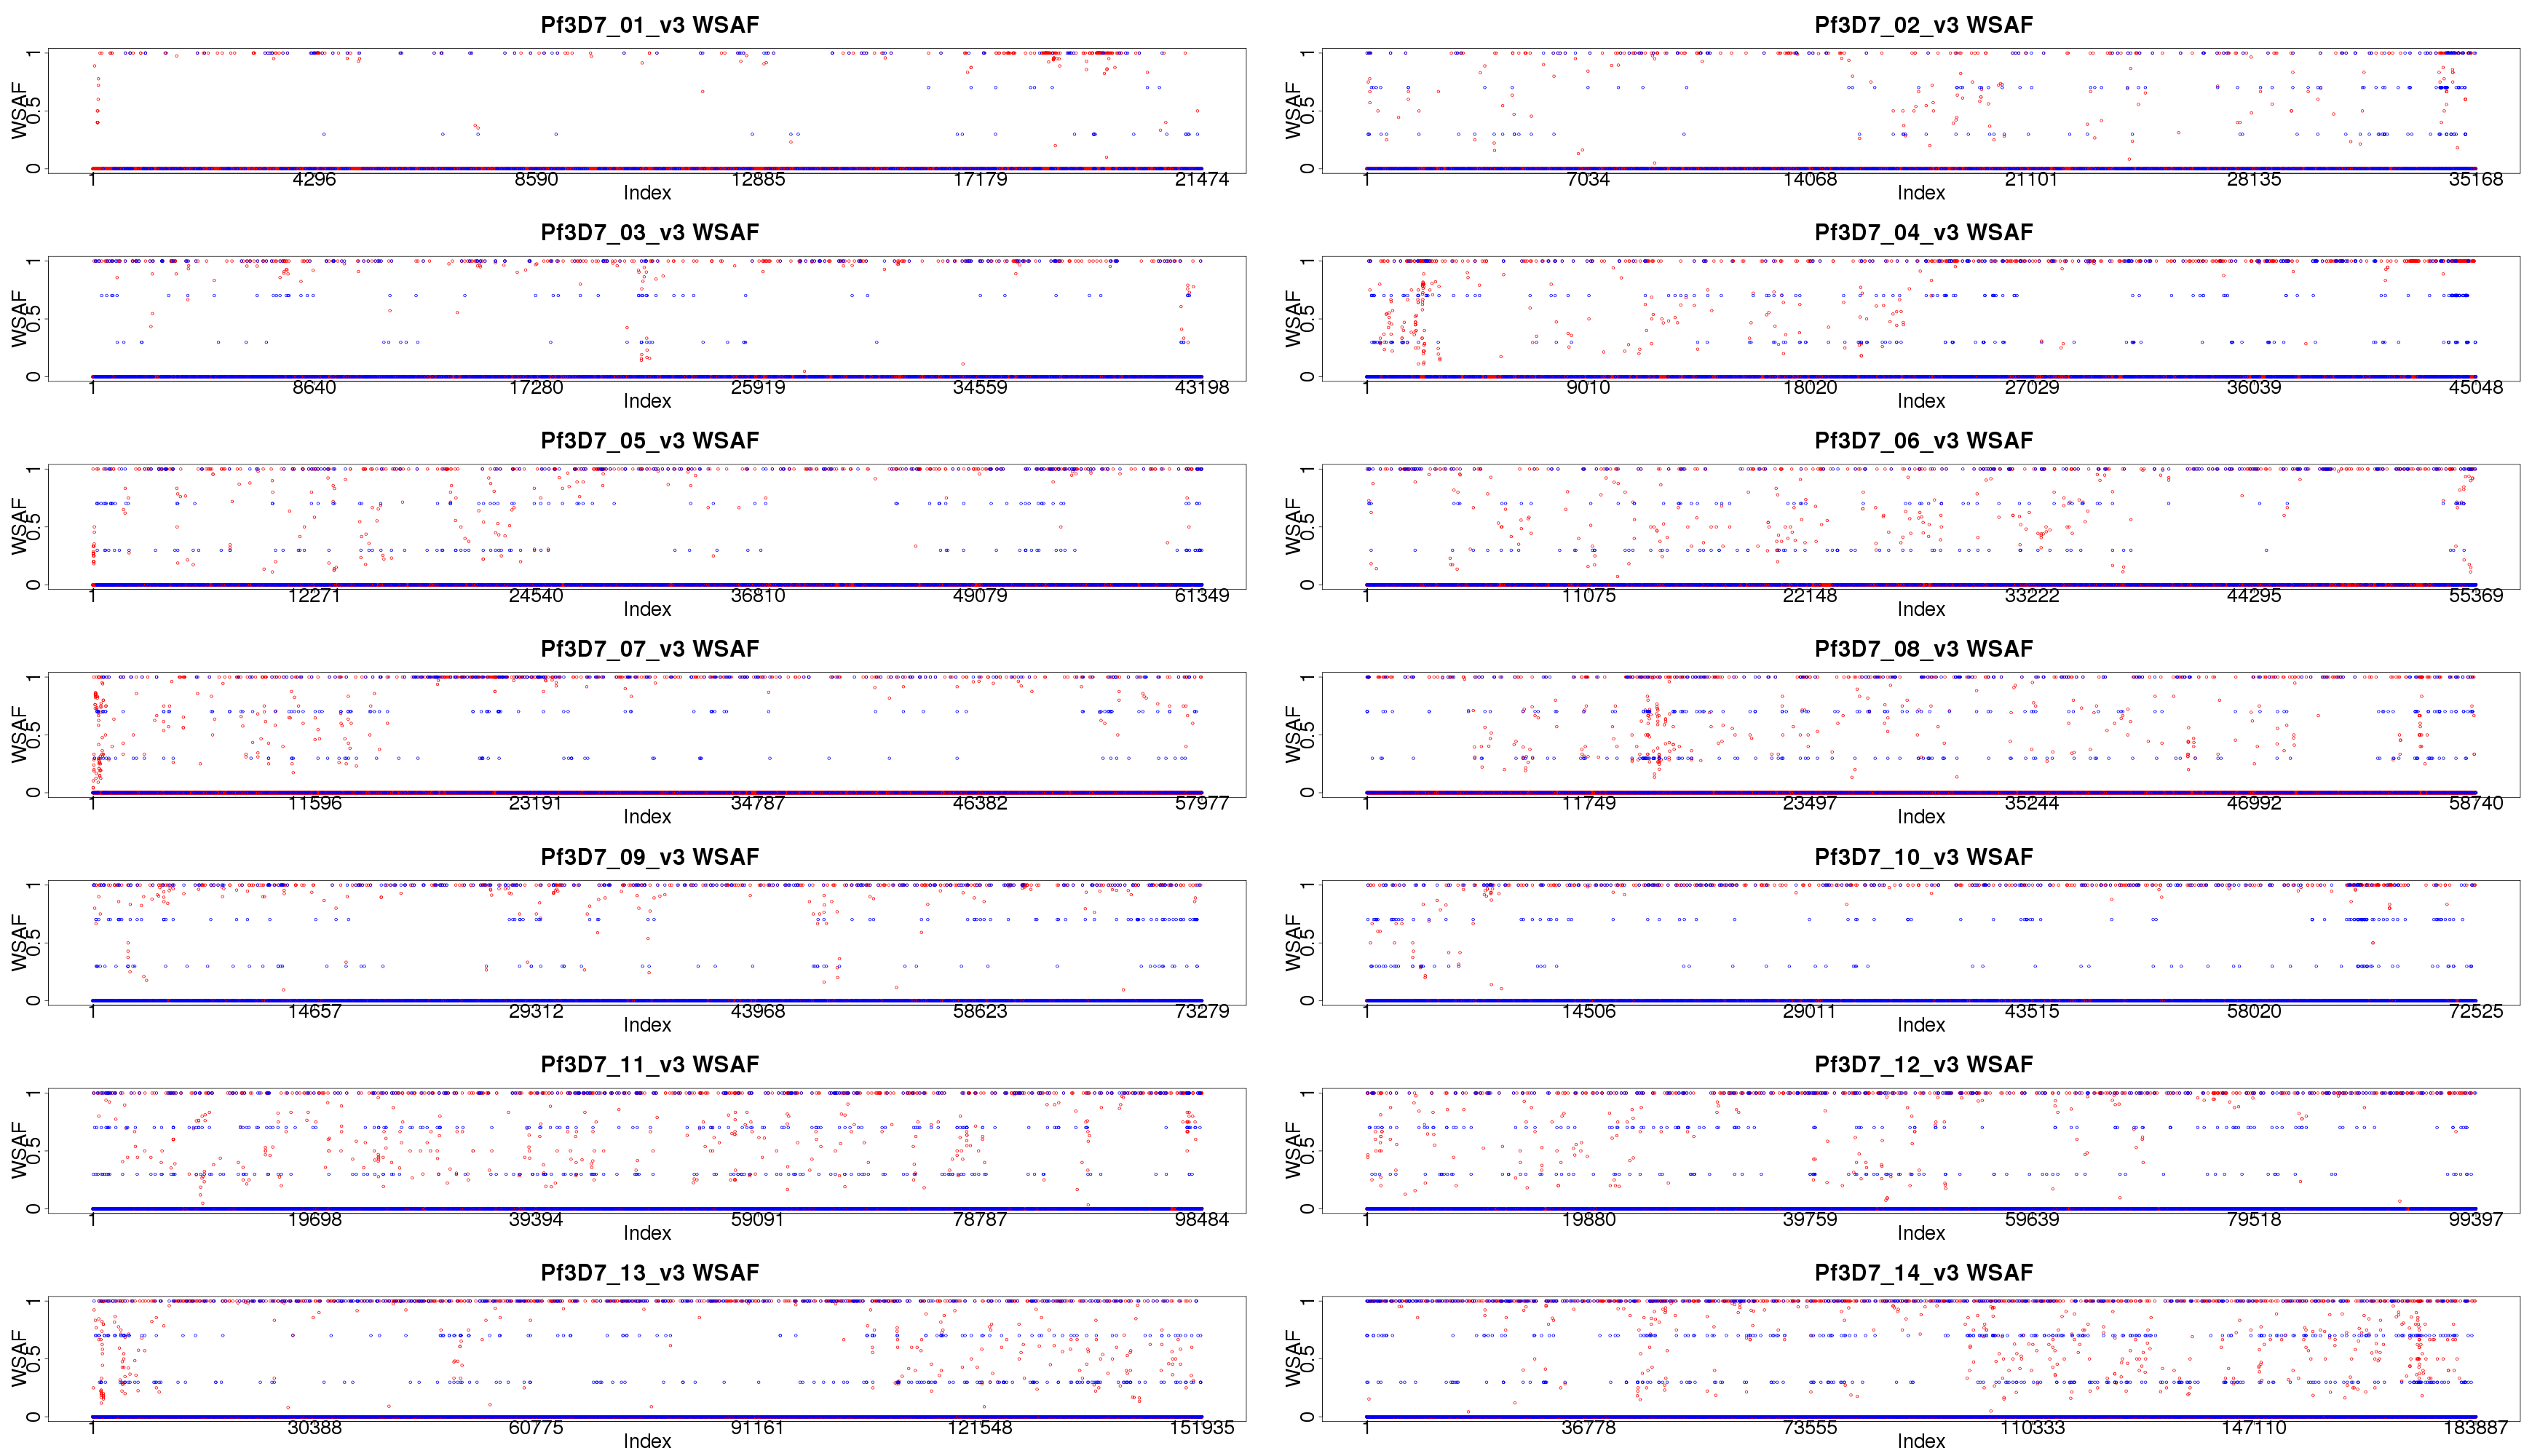 Pf3D7_01_v3 WSAF
WSAF
0 0.5 1
1 4296 8590 12885 17179 21474
Index
Pf3D7_02_v3 WSAF
WSAF
0 0.5 1
1 7034 14068 21101 28135 35168
Index
Pf3D7_03_v3 WSAF
WSAF
0 0.5 1
1 8640 17280 25919 34559 43198
Index
Pf3D7_04_v3 WSAF
WSAF
0 0.5 1
1 9010 18020 27029 36039 45048
Index
Pf3D7_05_v3 WSAF
WSAF
0 0.5 1
1 12271 24540 36810 49079 61349
Index
Pf3D7_06_v3 WSAF
WSAF
0 0.5 1
1 11075 22148 33222 44295 55369
Index
Pf3D7_07_v3 WSAF
WSAF
0 0.5 1
1 11596 23191 34787 46382 57977
Index
Pf3D7_08_v3 WSAF
WSAF
0 0.5 1
1 11749 23497 35244 46992 58740
Index
Pf3D7_09_v3 WSAF
WSAF
0 0.5 1
1 14657 29312 43968 58623 73279
Index
Pf3D7_10_v3 WSAF
WSAF
0 0.5 1
1 14506 29011 43515 58020 72525
Index
Pf3D7_11_v3 WSAF
WSAF
0 0.5 1
1 19698 39394 59091 78787 98484
Index
Pf3D7_12_v3 WSAF
WSAF
0 0.5 1
1 19880 39759 59639 79518 99397
Index
Pf3D7_13_v3 WSAF
WSAF
0 0.5 1
1 30388 60775 91161 121548 151935
Index
Pf3D7_14_v3 WSAF
WSAF
0 0.5 1
1 36778 73555 110333 147110 183887
Index